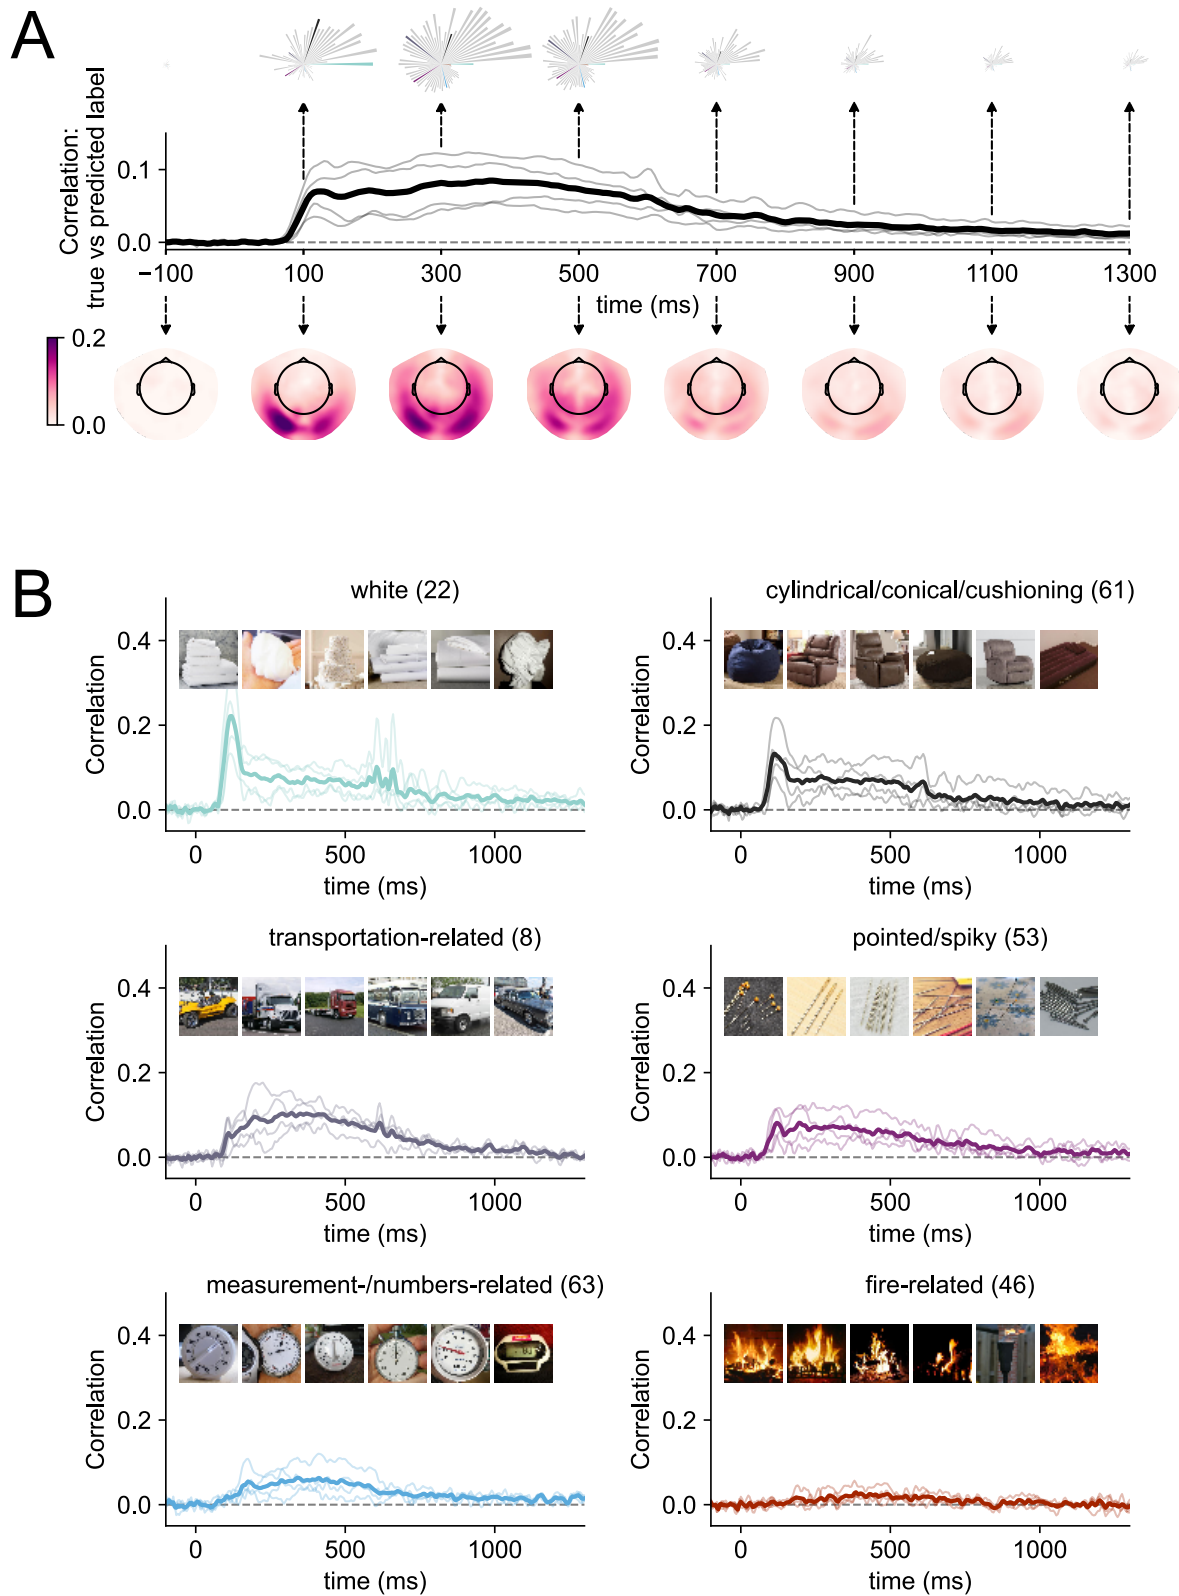 A
Correlation:
true vs predicted label
0.1
0.0
−100 100 300 500 700 900 1100 1300
time (ms)
0.2
0.0
B
white (22)
Correlation
0.4
0.2
0.0
0 500 1000
time (ms)
cylindrical/conical/cushioning (61)
Correlation
0.4
0.2
0.0
0 500 1000
time (ms)
transportation-related (8)
Correlation
0.4
0.2
0.0
0 500 1000
time (ms)
pointed/spiky (53)
Correlation
0.4
0.2
0.0
0 500 1000
time (ms)
measurement-/numbers-related (63)
Correlation
0.4
0.2
0.0
0 500 1000
time (ms)
fire-related (46)
Correlation
0.4
0.2
0.0
0 500 1000
time (ms)